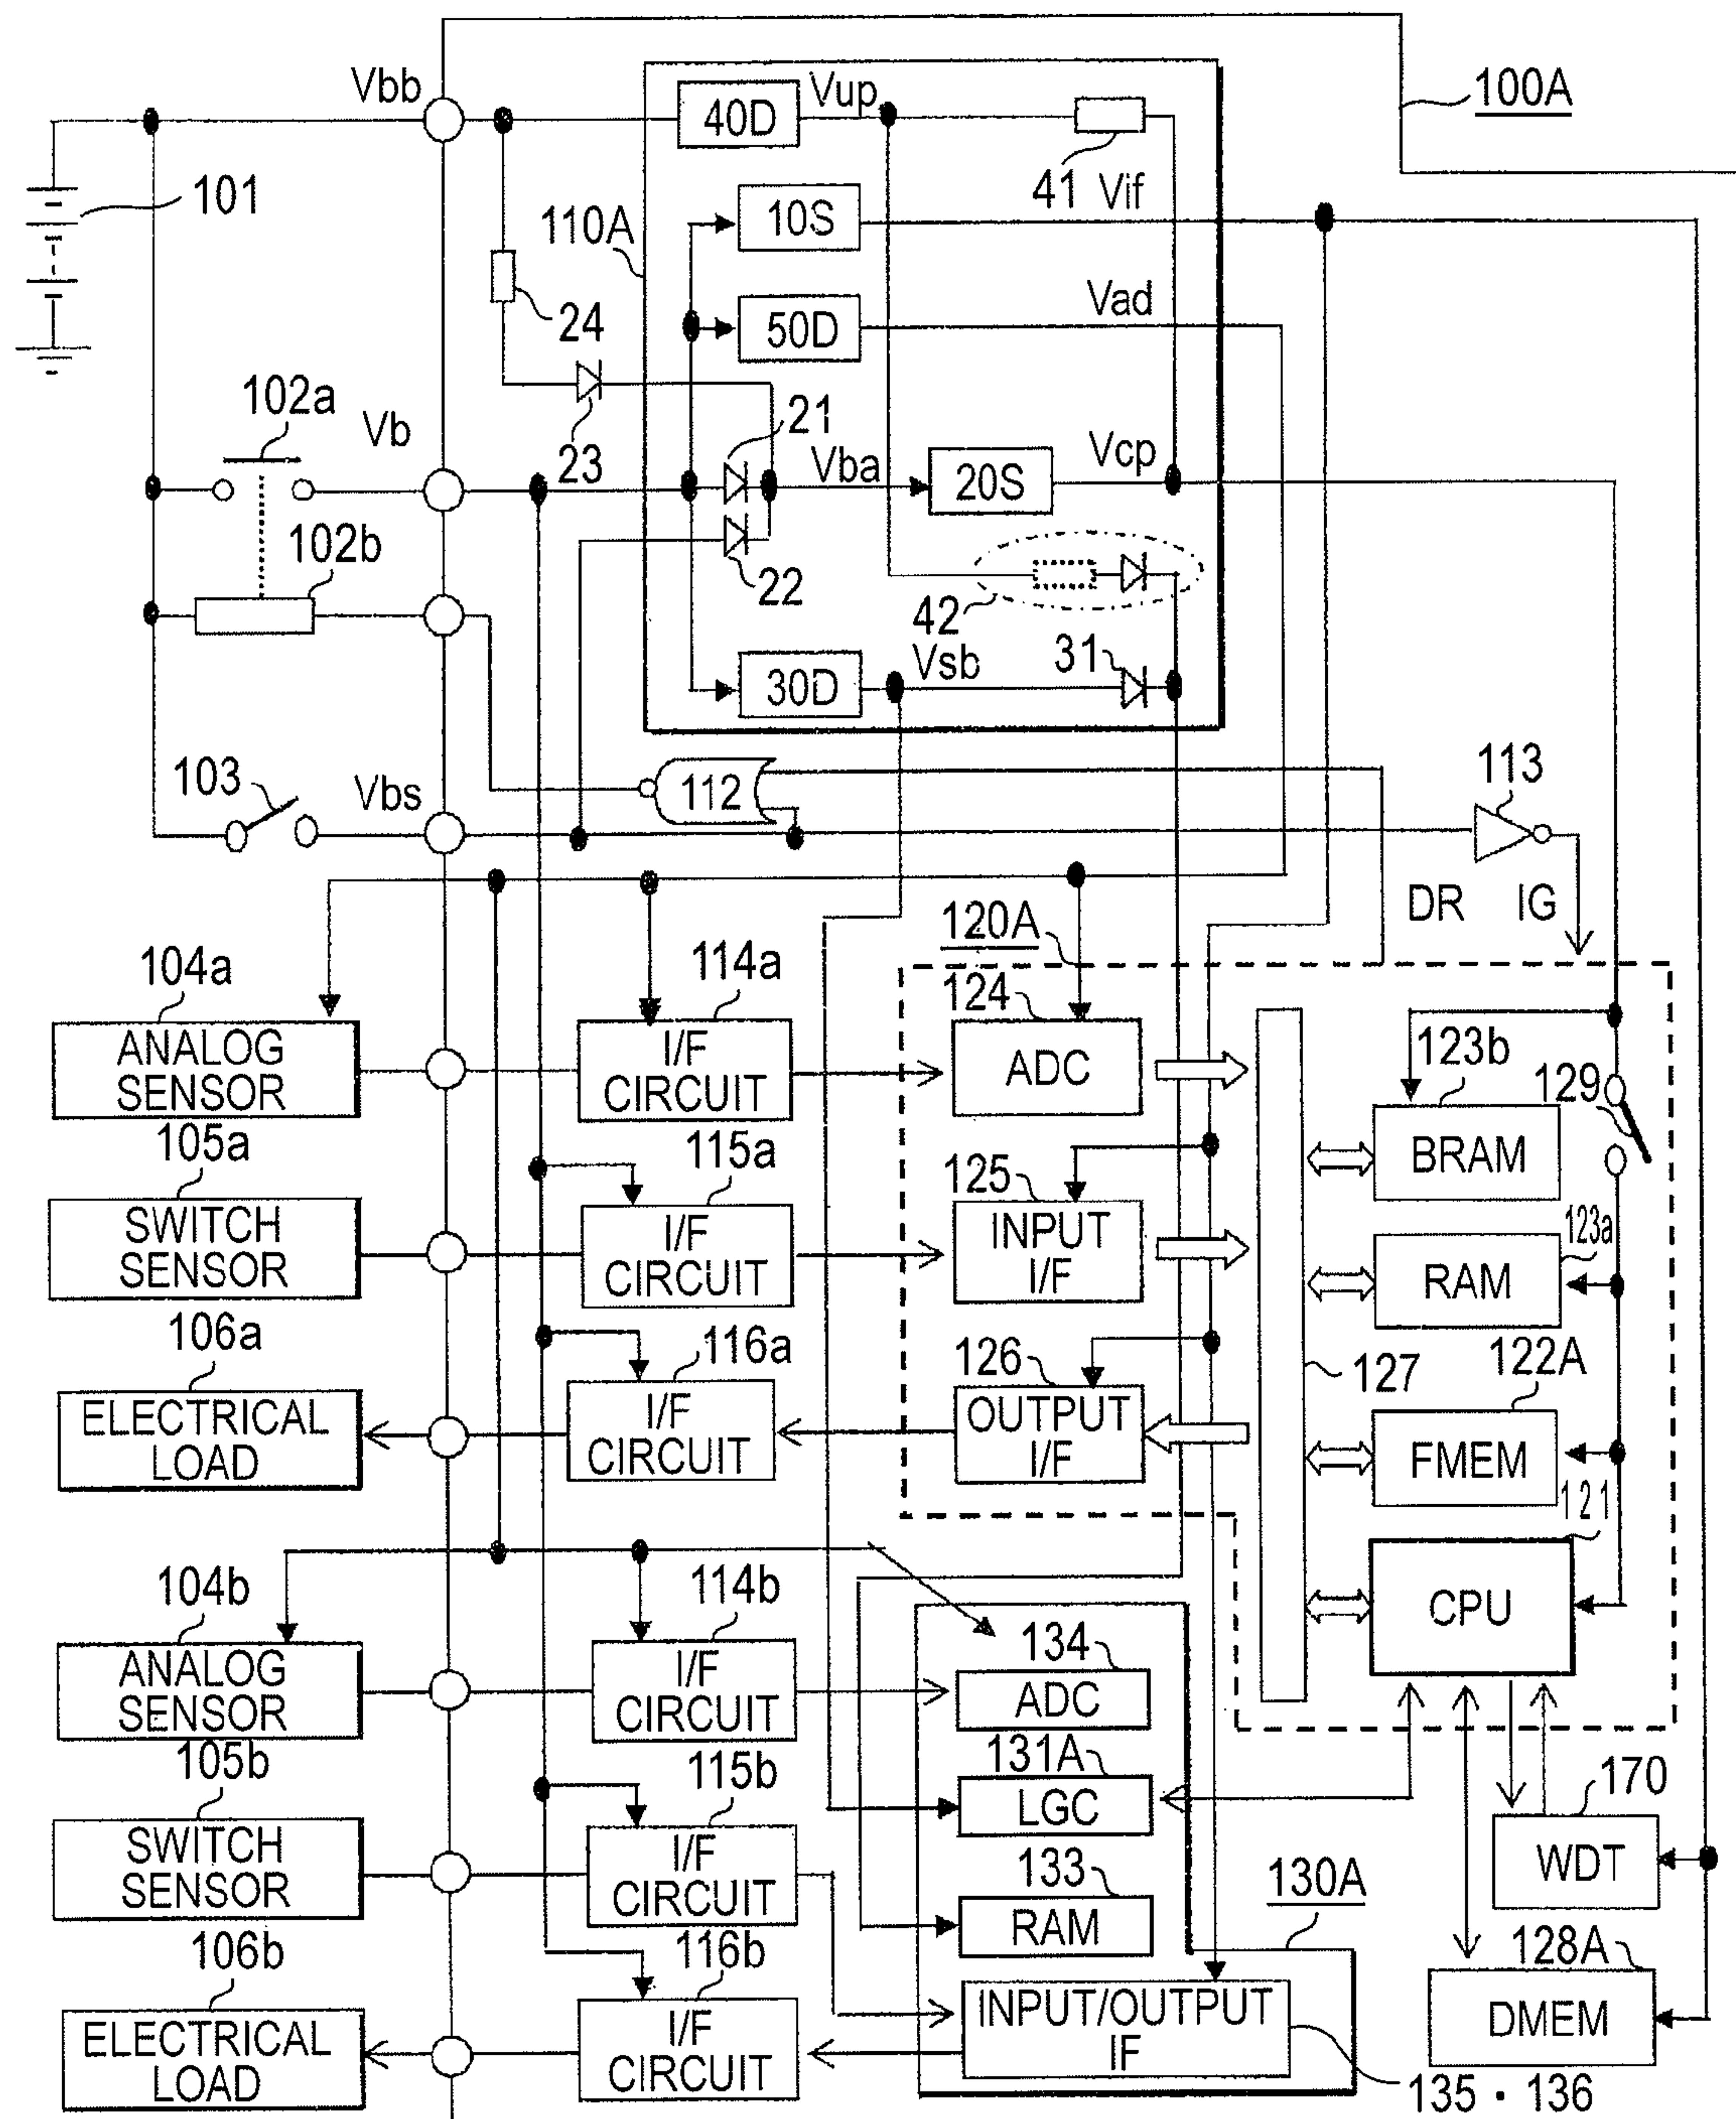 Vbb
40D
Vup
100A
101
110A
10S
41
Vif
24
50D
Vad
102a
Vb
23
21
Vba
20S
Vcp
102b
22
42
30D
Vsb
31
103
Vbs
112
113
DR
IG
120A
104a
ANALOG
SENSOR
114a
I/F
CIRCUIT
124
ADC
123b
BRAM
129
105a
SWITCH
SENSOR
115a
I/F
CIRCUIT
125
INPUT
I/F
123a
RAM
106a
ELECTRICAL
LOAD
116a
I/F
CIRCUIT
126
OUTPUT
I/F
127
122A
FMEM
121
CPU
104b
ANALOG
SENSOR
114b
I/F
CIRCUIT
134
ADC
131A
LGC
105b
SWITCH
SENSOR
115b
I/F
CIRCUIT
133
RAM
130A
170
WDT
106b
ELECTRICAL
LOAD
116b
I/F
CIRCUIT
INPUT/OUTPUT
IF
128A
DMEM
135・136